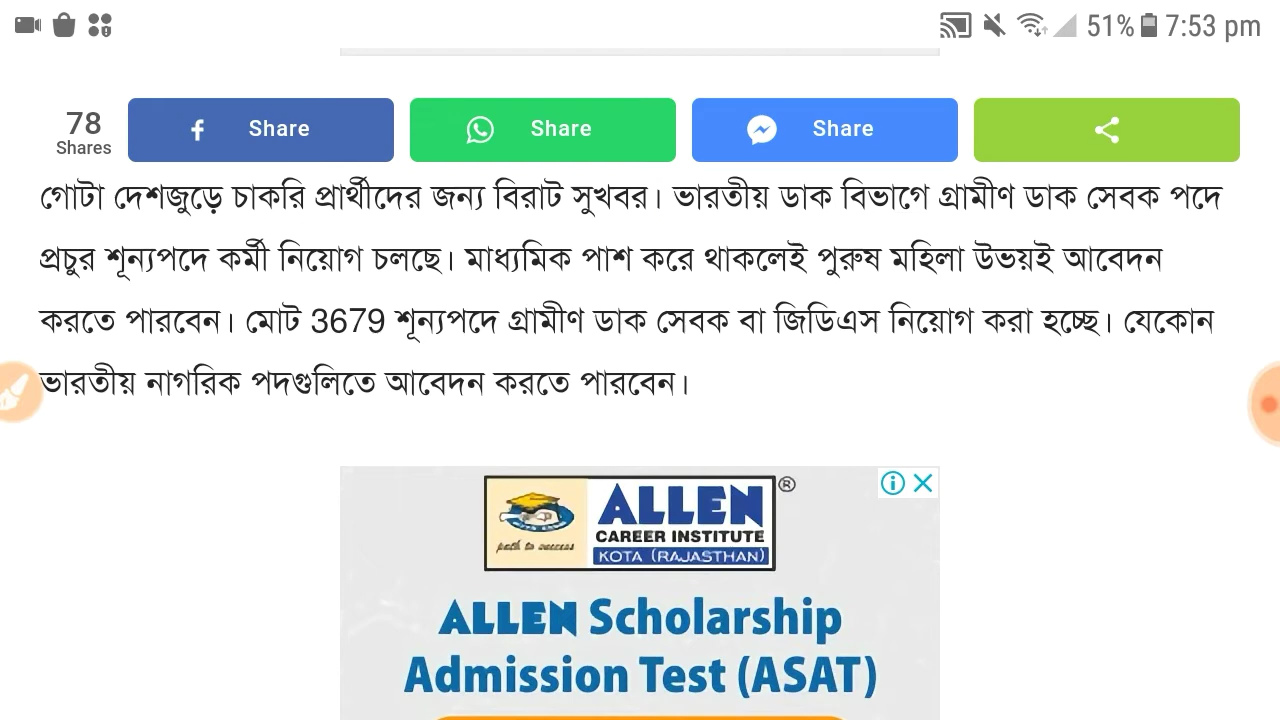 51% 7:53 pm
78
Shares
Share
Share
Share
গোটা দেশজুড়ে চাকরি প্রার্থীদের জন্য বিরাট সুখবর। ভারতীয় ডাক বিভাগে গ্রামীণ ডাক সেবক পদে
প্রচুর শূন্যপদে কর্মী নিয়োগ চলছে। মাধ্যমিক পাশ করে থাকলেই পুরুষ মহিলা উভয়ই আবেদন
করতে পারবেন। মোট 3679 শূন্যপদে গ্রামীণ ডাক সেবক বা জিডিএস নিয়োগ করা হচ্ছে। যেকোন
ভারতীয় নাগরিক পদগুলিতে আবেদন করতে পারবেন।
ALLEN ®
CAREER INSTITUTE
path to success
KOTA (RAJASTHAN)
ALLEN Scholarship
Admission Test (ASAT)